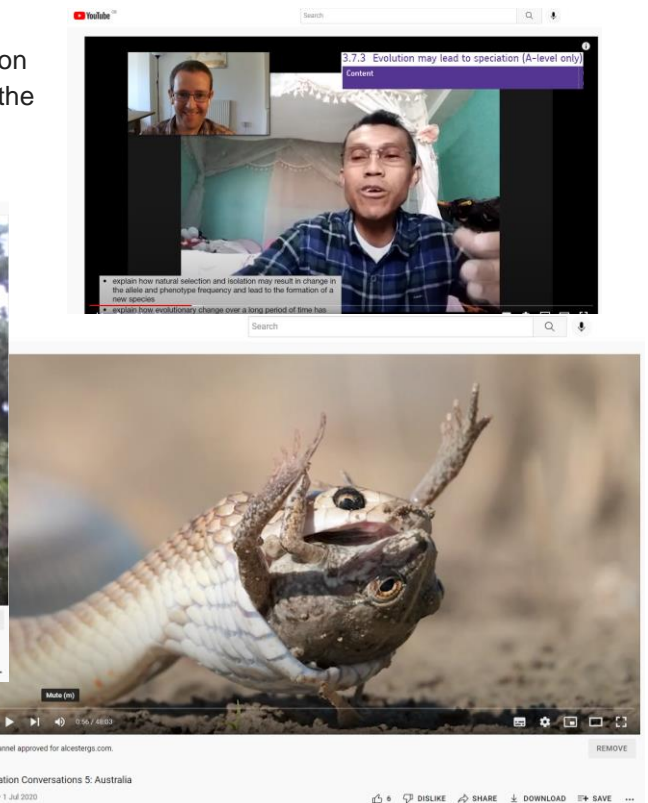 on
the
YouTube GB
Search
3.7.3 Evolution may lead to speciation (A-level only)
Content
• explain how natural selection and isolation may result in change in
the allele and phenotype frequency and lead to the formation of a
new species
• explain how evolutionary change over a long period of time has
Search
Mute (m)
0:56 / 48:03
annel approved for alcestergs.com.
REMOVE
ation Conversations 5: Australia
1 Jul 2020
6
DISLIKE
SHARE
DOWNLOAD
SAVE